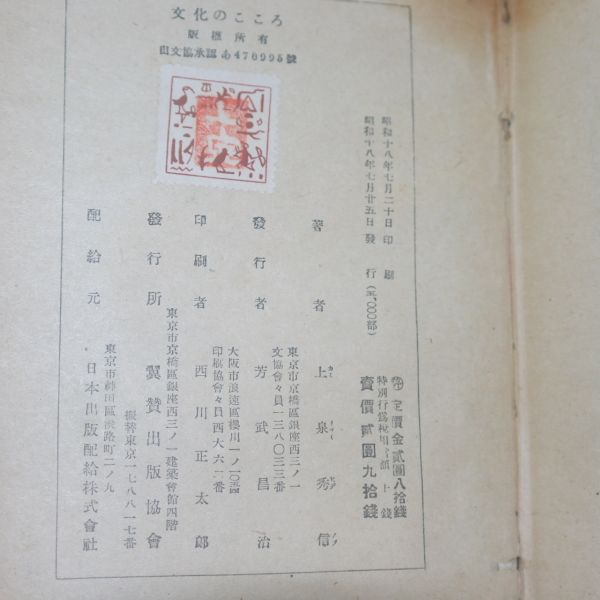 文化のこころ
版權所有
出文協承認あ476995號
昭和十八年七月二十日印刷
昭和十八年七月廿五日發行(五、000部)
定價金貳圓八拾錢
特別行爲稅相當額十錢
賣價貳圓九拾錢
著者 上泉秀信
東京市京橋區銀座西三ノ一
文協會々員一三八〇三三番
發行者 芳武昌治
大阪市浪速區櫻川一ノ一〇五四
印刷協會々員西大六二番
印刷者 西川正太郎
東京市京橋區銀座西三ノ一建築會館四階
發行所 翼贊出版協會
振替東京一七八八一七番
東京市神田區淡路町二ノ九
配給元 日本出版配給株式會社